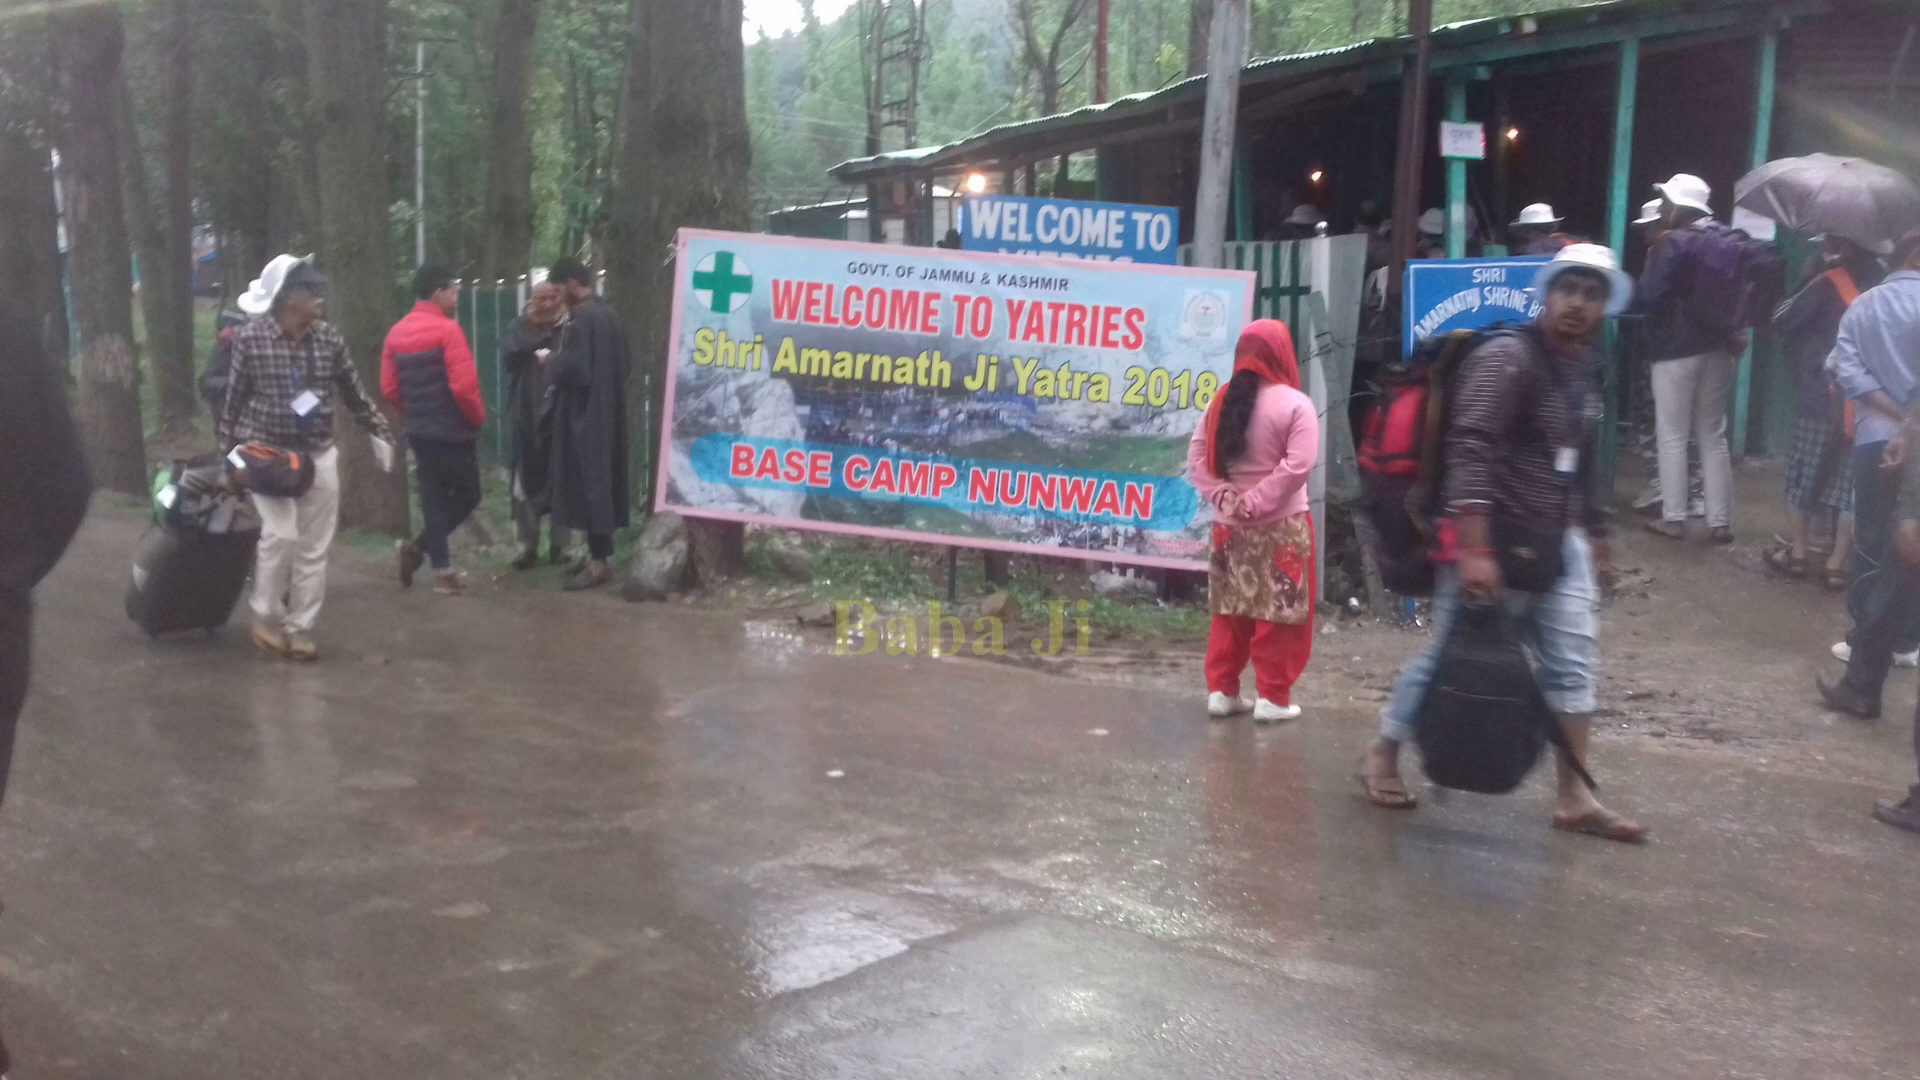 WELCOME TO
GOVT. OF JAMMU & KASHMIR
WELCOME TO YATRIES
Shri Amarnath Ji Yatra 2018
BASE CAMP NUNWAN
SHRI
AMARNATHJI SHRINE
Baba Ji